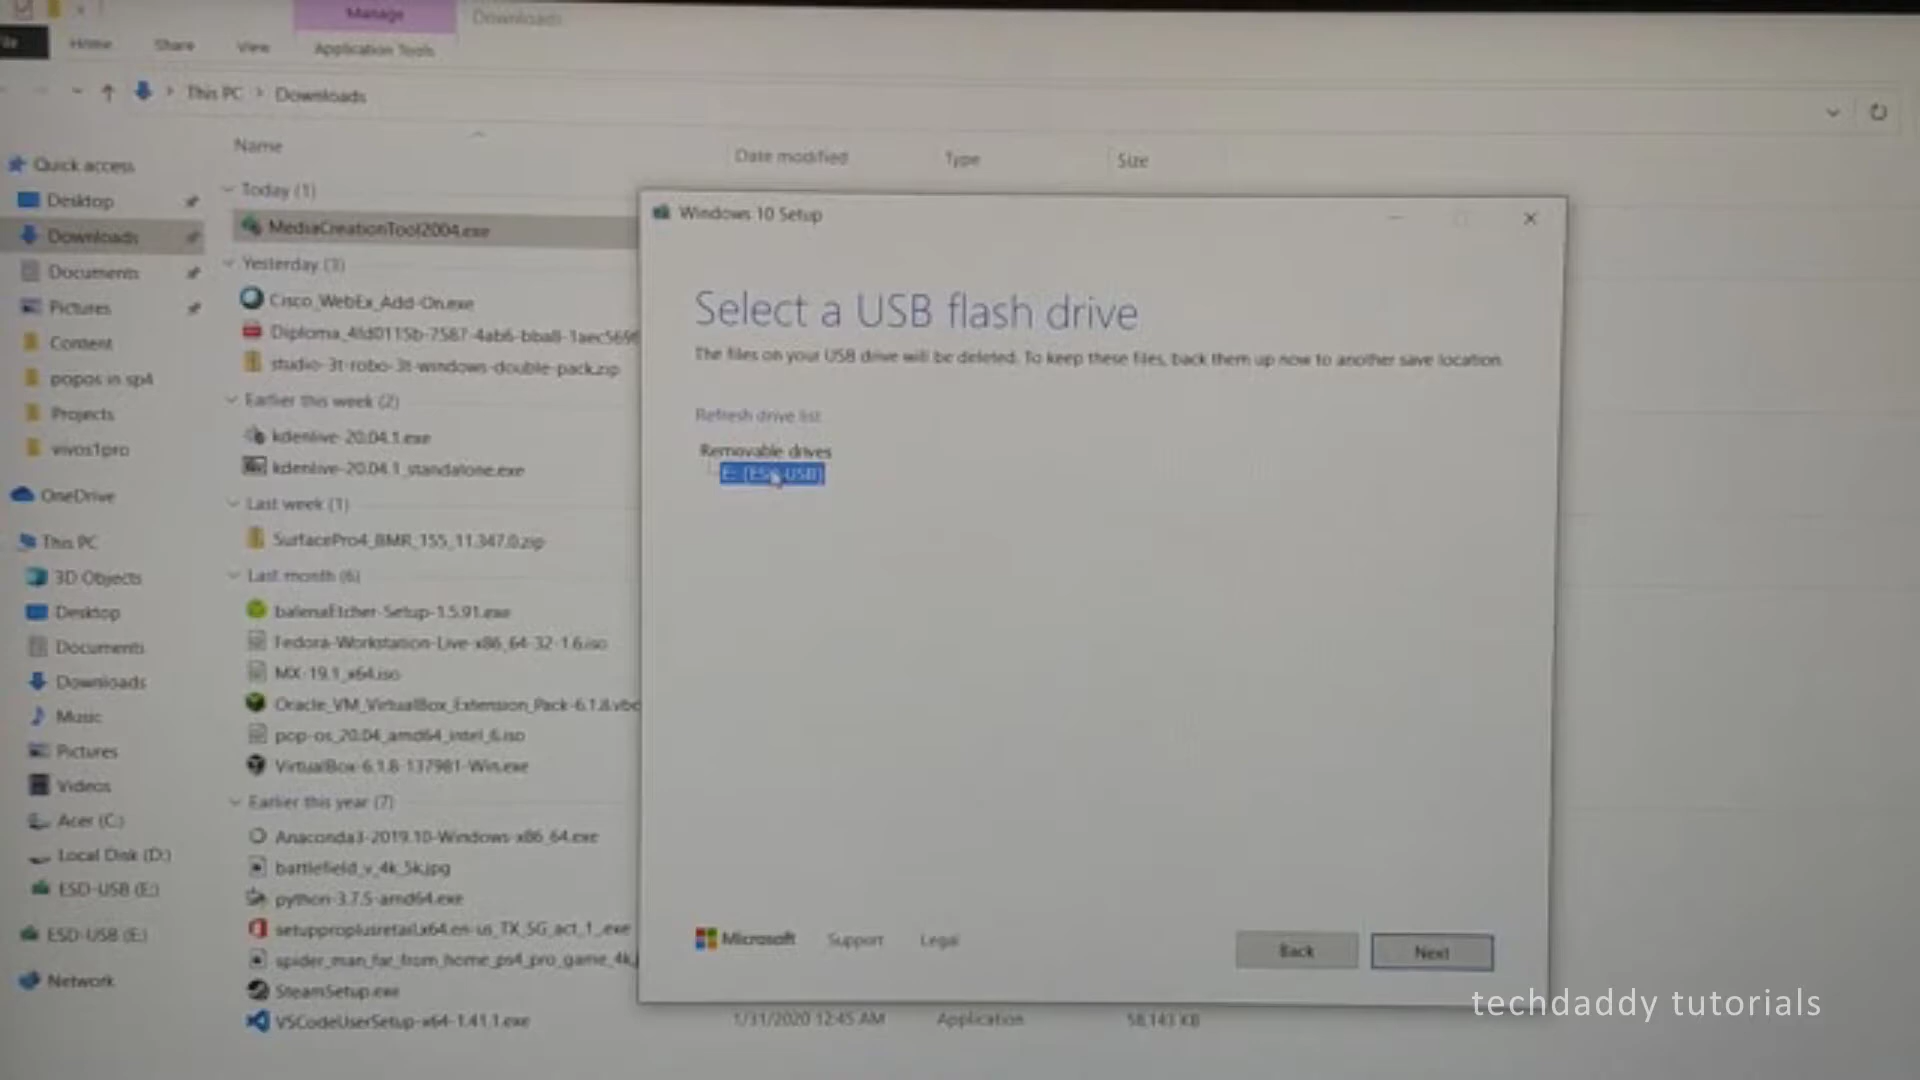 Manage
Downloads
File
Home
Share
View
Application Tools
This PC > Downloads
Name
Date modified
Type
Size
Quick access
Desktop
Downloads
Documents
Pictures
Content
popos in sp4
Projects
vivos1pro
OneDrive
This PC
3D Objects
Desktop
Documents
Downloads
Music
Pictures
Videos
Acer (C:)
Local Disk (D:)
ESD-USB (E:)
ESD-USB (E:)
Network
Today (1)
MediaCreationTool2004.exe
Yesterday (3)
Cisco_WebEx_Add-On.exe
Diploma_4fd0115b-7587-4ab6-bba8-1aec569
studio-3t-robo-3t-windows-double-pack.zip
Earlier this week (2)
kdenlive-20.04.1.exe
kdenlive-20.04.1_standalone.exe
Last week (1)
SurfacePro4_BMR_155_11.347.0.zip
Last month (6)
balenaEtcher-Setup-1.5.91.exe
Fedora-Workstation-Live-x86_64-32-1.6.iso
MX-19.1_x64.iso
Oracle_VM_VirtualBox_Extension_Pack-6.1.8.vbc
pop-os_20.04_amd64_intel_6.iso
VirtualBox-6.1.8-137981-Win.exe
Earlier this year (7)
Anaconda3-2019.10-Windows-x86_64.exe
battlefield_v_4k_5k.jpg
python-3.7.5-amd64.exe
setupproplusretail.x64.en-us_TX_SG_act_1_.exe
spider_man_far_from_home_ps4_pro_game_4k.j
SteamSetup.exe
VSCodeUserSetup-x64-1.41.1.exe
1/31/2020 12:45 AM
Application
58,143 KB
Windows 10 Setup
Select a USB flash drive
The files on your USB drive will be deleted. To keep these files, back them up now to another save location.
Refresh drive list
Removable drives
E: (ESD-USB)
Microsoft
Support
Legal
Back
Next
techdaddy tutorials